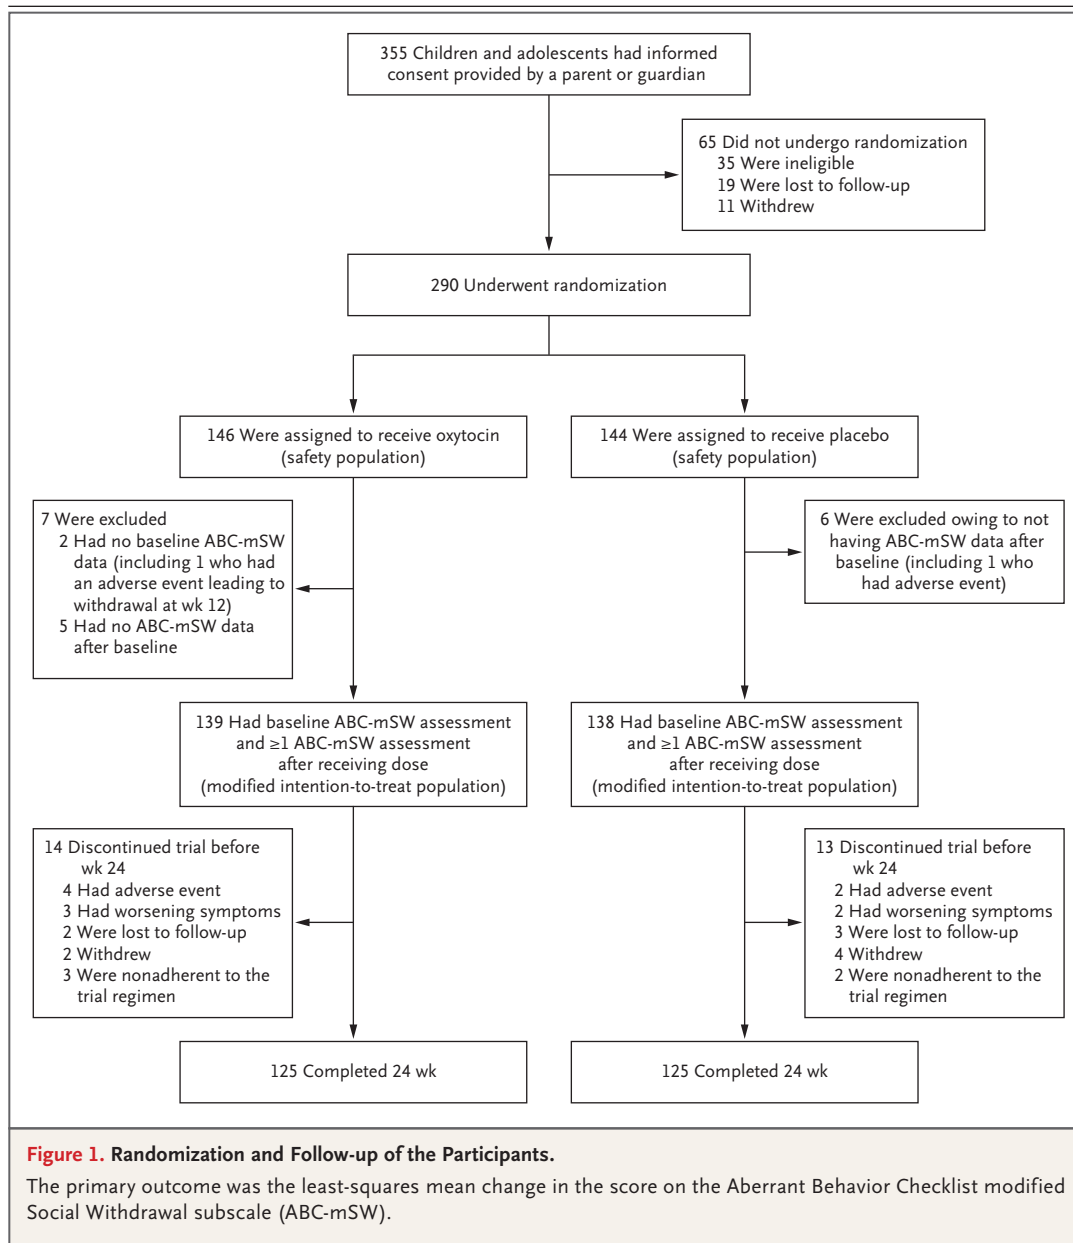 355 Children and adolescents had informed
consent provided by a parent or guardian
65 Did not undergo randomization
35 Were ineligible
19 Were lost to follow-up
11 Withdrew
290 Underwent randomization
146 Were assigned to receive oxytocin
(safety population)
144 Were assigned to receive placebo
(safety population)
7 Were excluded
2 Had no baseline ABC-mSW
data (including 1 who had
an adverse event leading to
withdrawal at wk 12)
5 Had no ABC-mSW data
after baseline
6 Were excluded owing to not
having ABC-mSW data after
baseline (including 1 who
had adverse event)
139 Had baseline ABC-mSW assessment
and ≥1 ABC-mSW assessment
after receiving dose
(modified intention-to-treat population)
138 Had baseline ABC-mSW assessment
and ≥1 ABC-mSW assessment
after receiving dose
(modified intention-to-treat population)
14 Discontinued trial before
wk 24
4 Had adverse event
3 Had worsening symptoms
2 Were lost to follow-up
2 Withdrew
3 Were nonadherent to the
trial regimen
13 Discontinued trial before
wk 24
2 Had adverse event
2 Had worsening symptoms
3 Were lost to follow-up
4 Withdrew
2 Were nonadherent to the
trial regimen
125 Completed 24 wk
125 Completed 24 wk
Figure 1. Randomization and Follow-up of the Participants.
The primary outcome was the least-squares mean change in the score on the Aberrant Behavior Checklist modified
Social Withdrawal subscale (ABC-mSW).